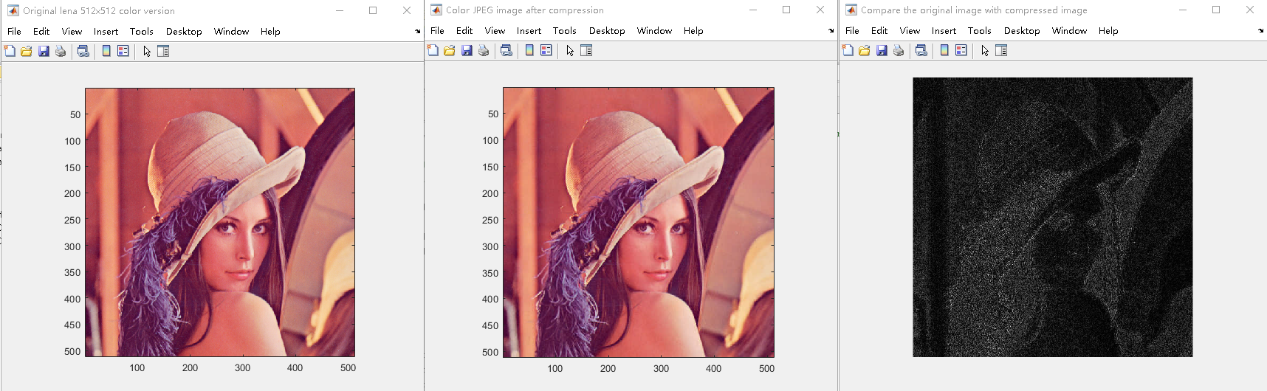 Original lena 512x512 color version
File Edit View Insert Tools Desktop Window Help
50
100
150
200
250
300
350
400
450
500
100 200 300 400 500
Color JPEG image after compression
File Edit View Insert Tools Desktop Window Help
50
100
150
200
250
300
350
400
450
500
100 200 300 400 500
Compare the original image with compressed image
File Edit View Insert Tools Desktop Window Help